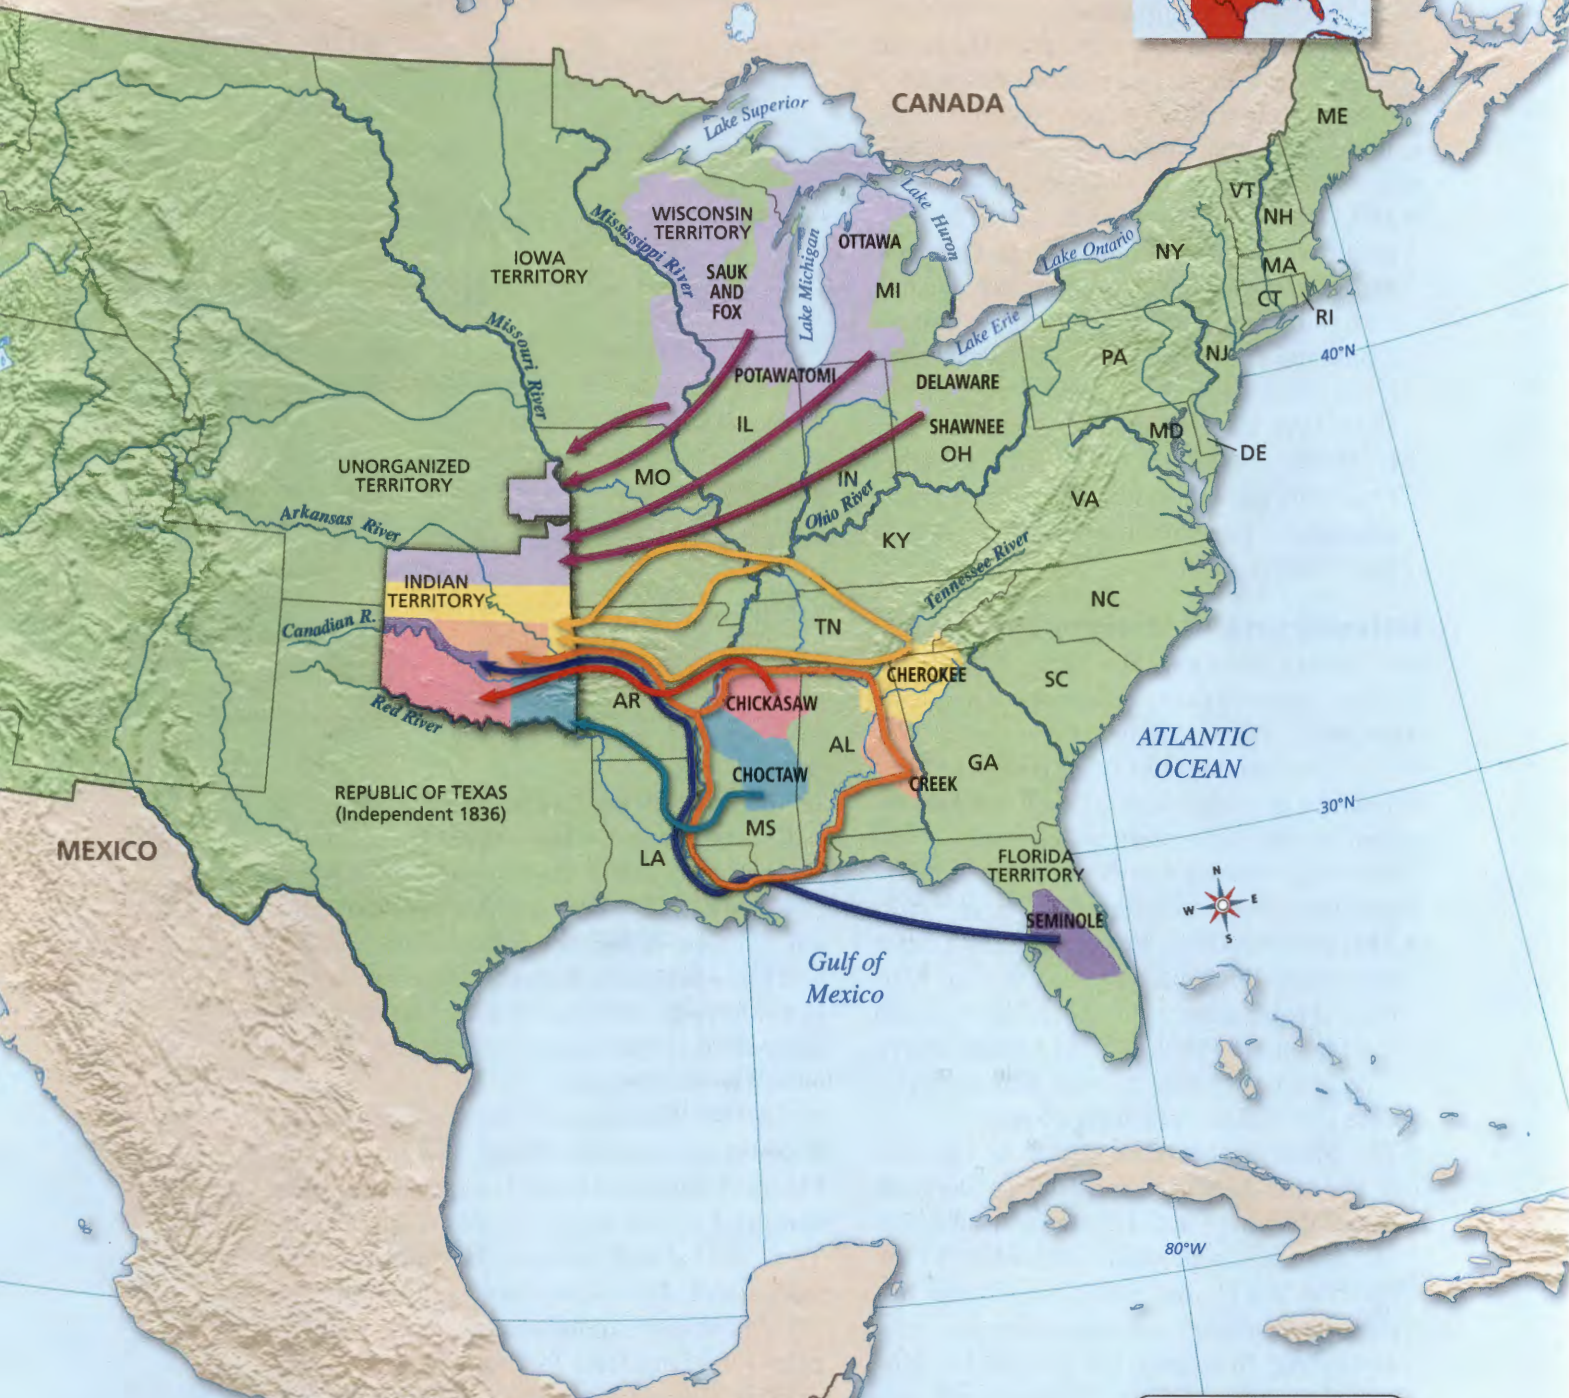 CANADA
Lake Superior
ME
VT
NH
Lake Huron
WISCONSIN
TERRITORY
Mississippi River
OTTAWA
Lake Michigan
Lake Ontario
NY
MA
CT
RI
IOWA
TERRITORY
SAUK
AND
FOX
MI
Lake Erie
Missouri River
40°N
PA
NJ
POTAWATOMI
DELAWARE
IL
SHAWNEE
OH
MD
DE
UNORGANIZED
TERRITORY
MO
IN
Ohio River
VA
Arkansas River
KY
Tennessee River
INDIAN
TERRITORY
NC
Canadian R.
TN
CHEROKEE
SC
AR
CHICKASAW
Red River
ATLANTIC
OCEAN
AL
GA
CHOCTAW
CREEK
REPUBLIC OF TEXAS
(Independent 1836)
30°N
MS
MEXICO
LA
FLORIDA
TERRITORY
N
W
E
S
SEMINOLE
Gulf of
Mexico
80°W